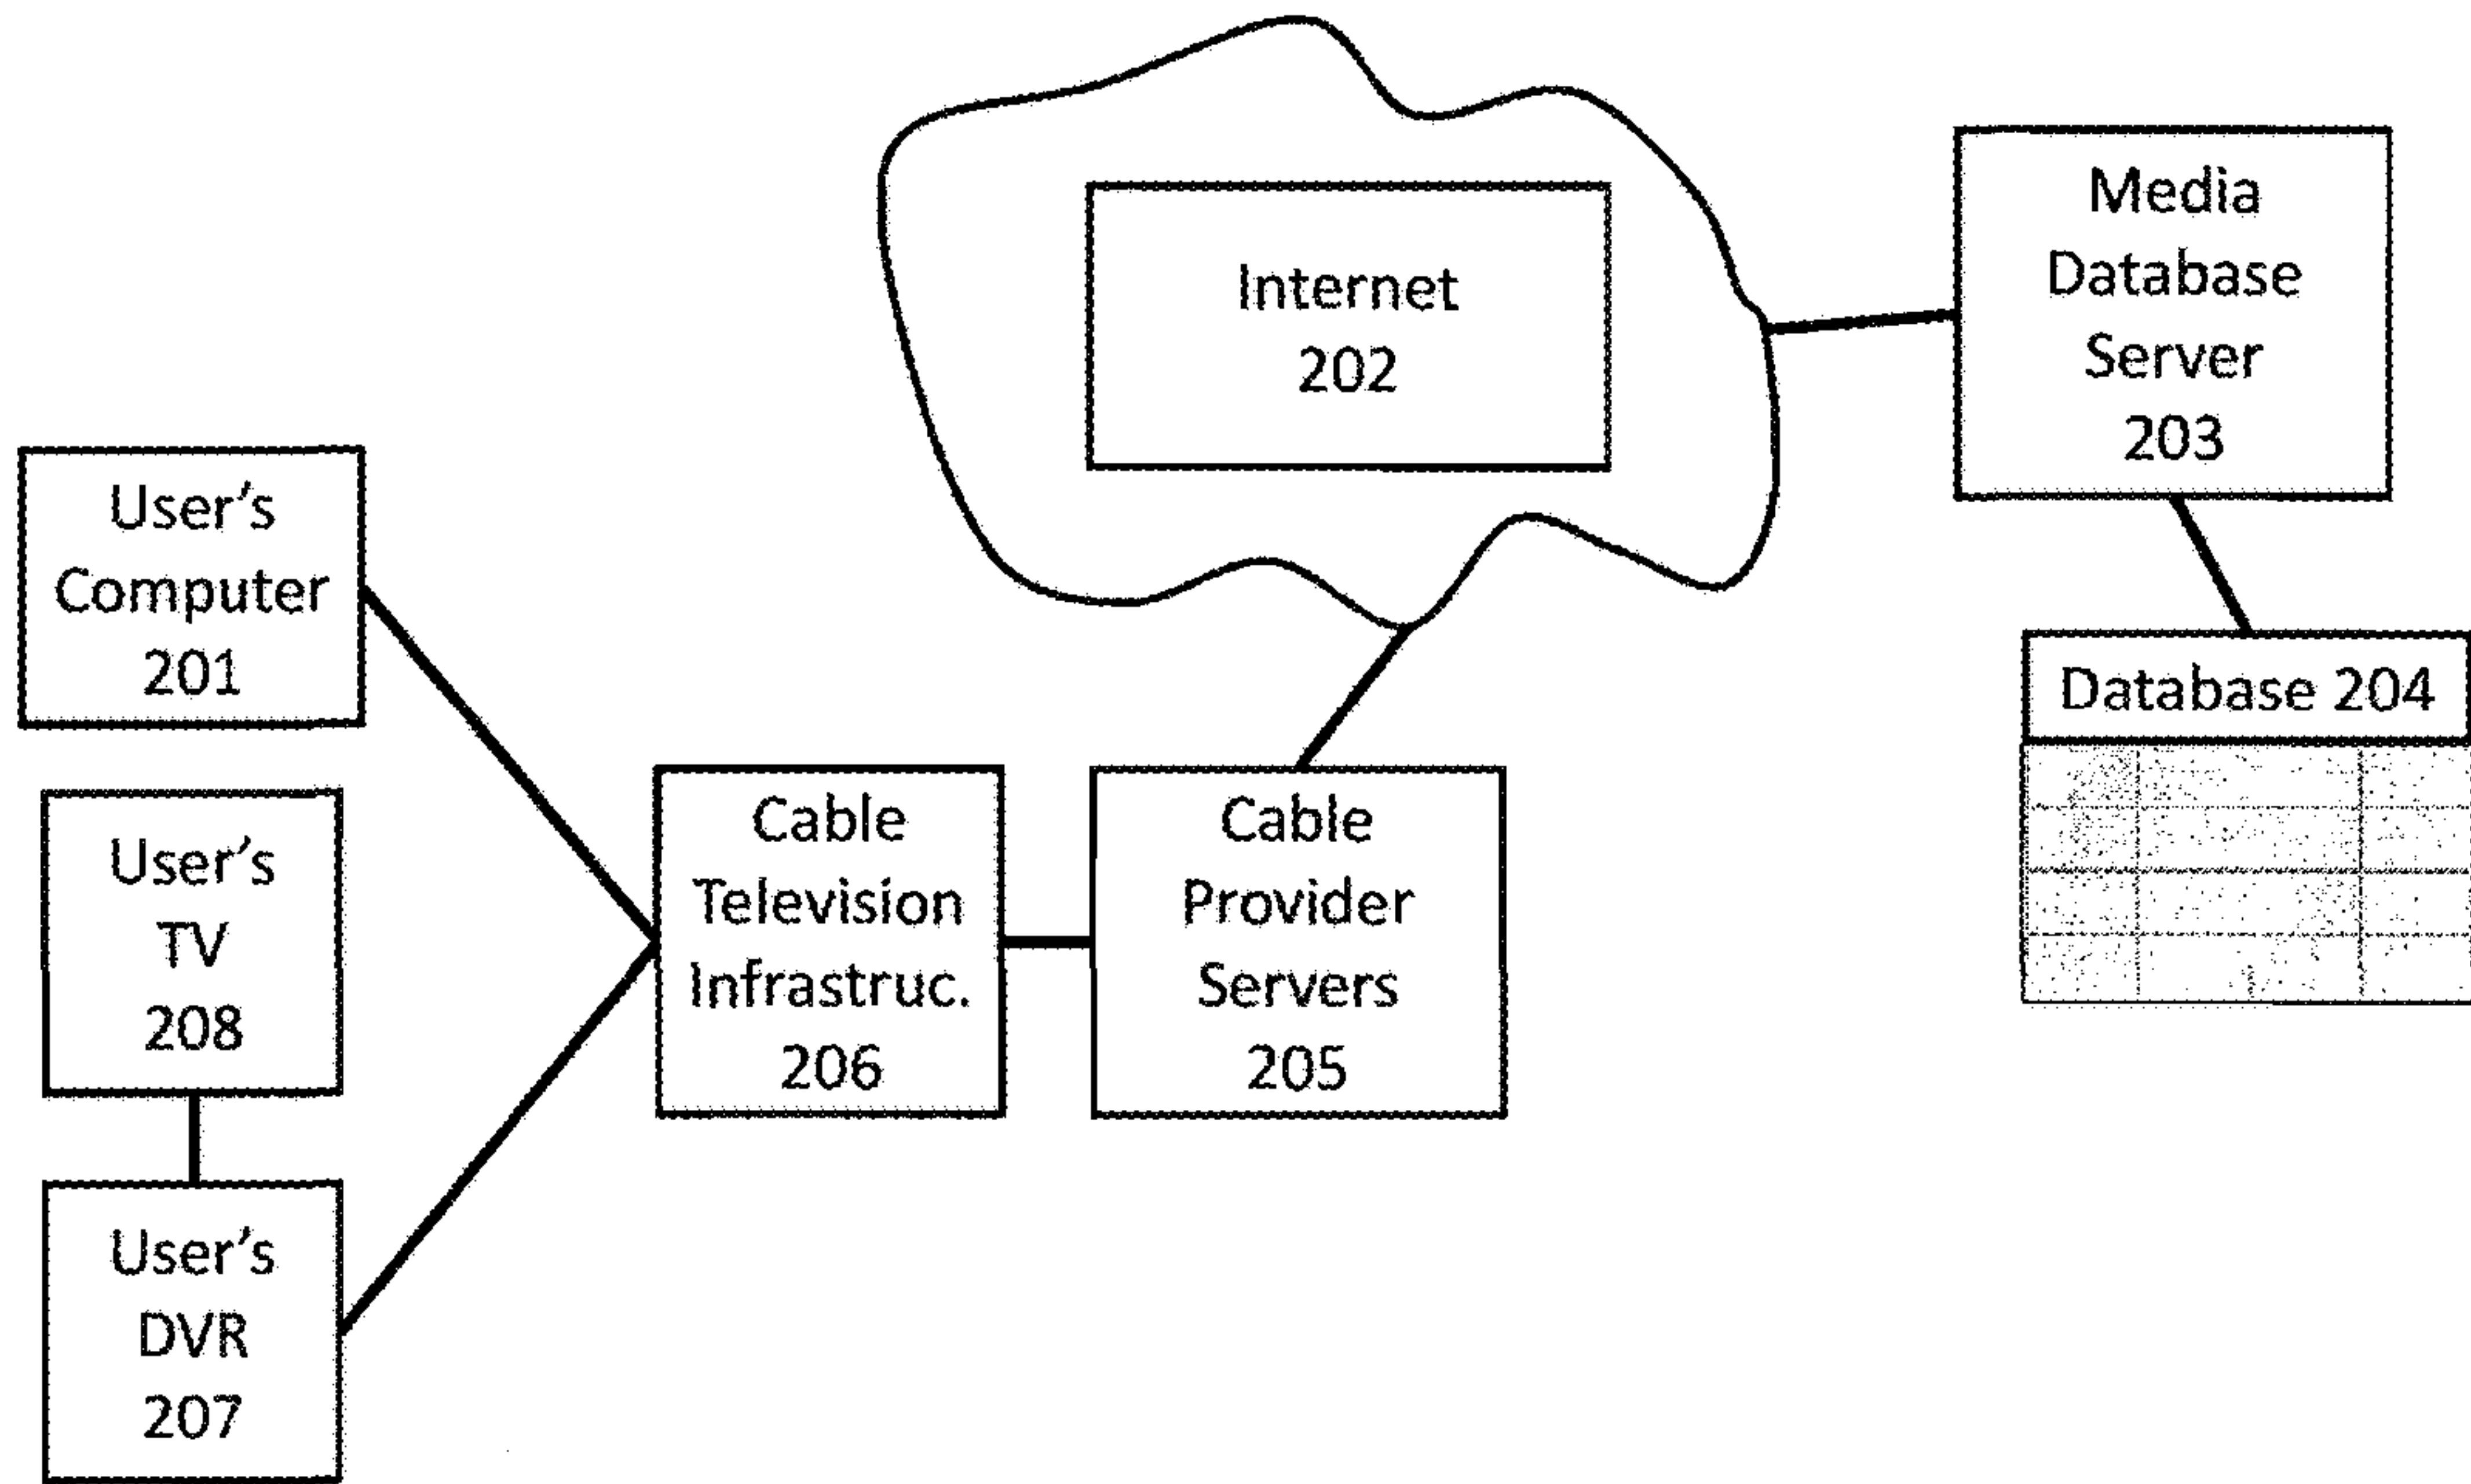 Internet
202
Media
Database
Server
203
User's
Computer
201
Database 204
User's
TV
208
Cable
Television
Infrastruc.
206
Cable
Provider
Servers
205
User's
DVR
207